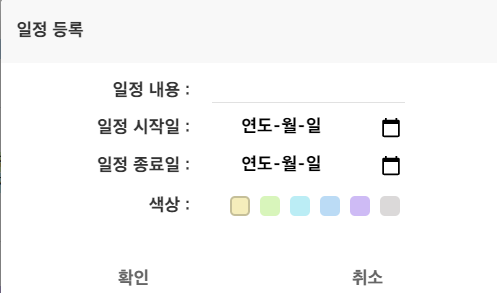 일정 등록
일정 내용 :
일정 시작일 : 연도-월-일
일정 종료일 : 연도-월-일
색상 :
확인 취소